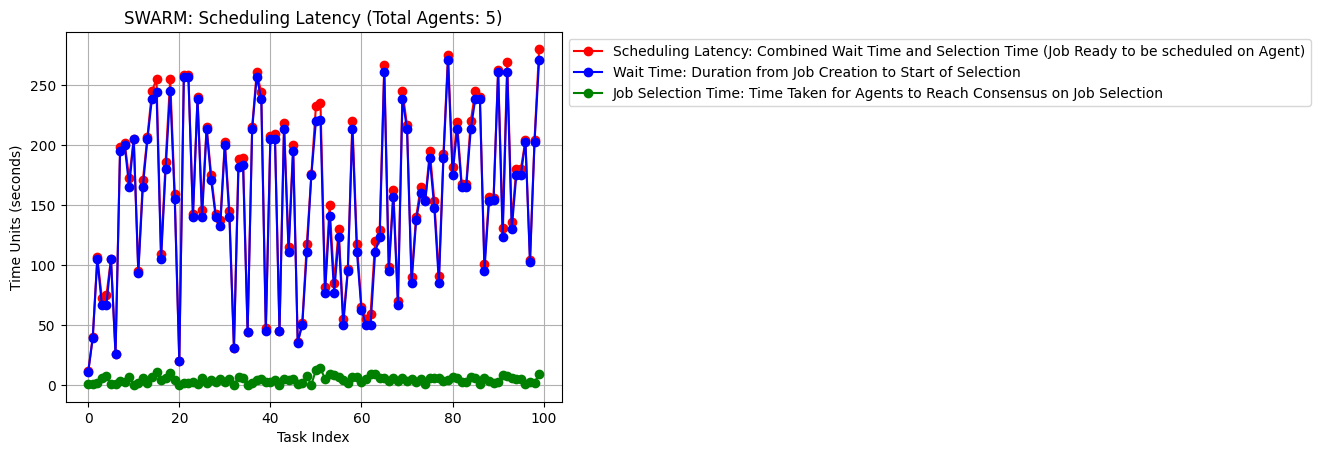 SWARM: Scheduling Latency (Total Agents: 5)
Scheduling Latency: Combined Wait Time and Selection Time (Job Ready to be scheduled on Agent)
Wait Time: Duration from Job Creation to Start of Selection
Job Selection Time: Time Taken for Agents to Reach Consensus on Job Selection
Time Units (seconds)
250
200
150
100
50
0
0 20 40 60 80 100
Task Index